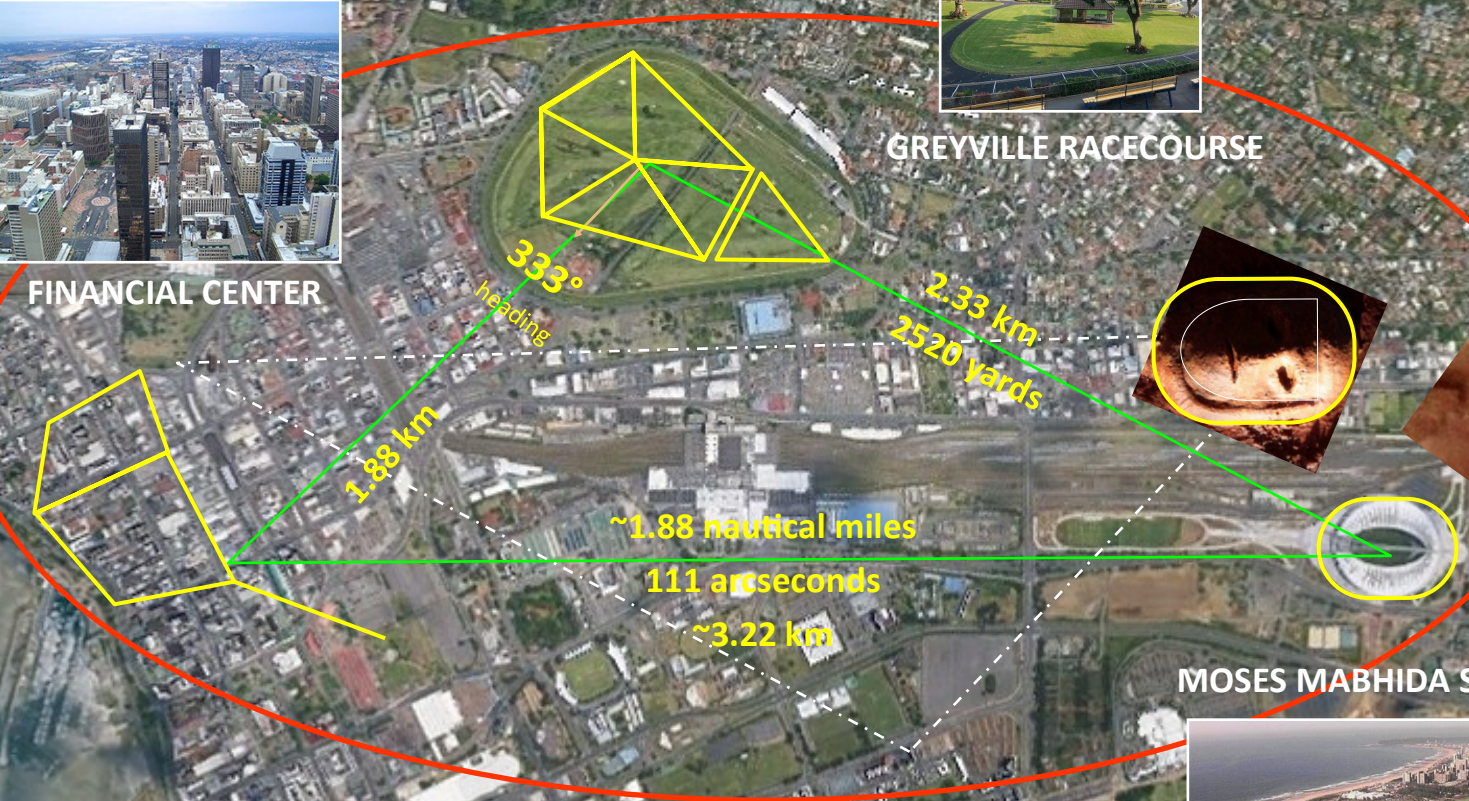 GREYVILLE RACECOURSE
FINANCIAL CENTER
333°
heading
2.33 km
2520 yards
1.88 km
~1.88 nautical miles
111 arcseconds
~3.22 km
MOSES MABHIDA S